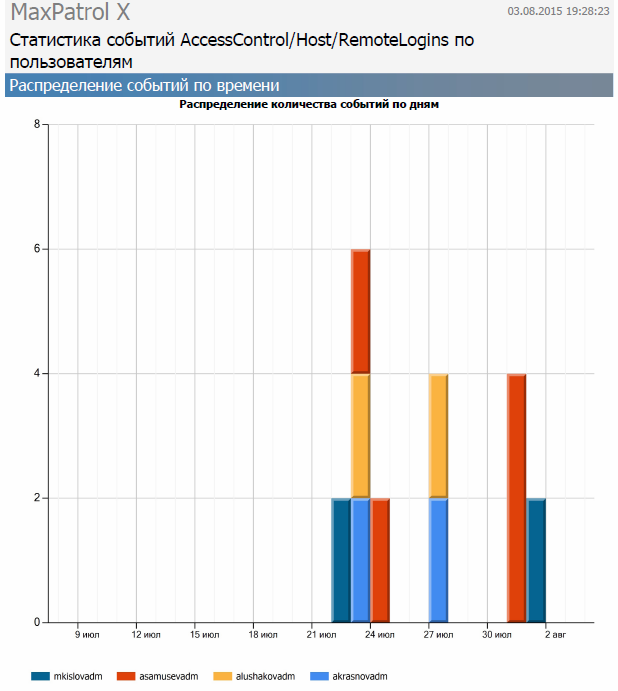 MaxPatrol X
03.08.2015 19:28:23
Статистика событий AccessControl/Host/RemoteLogins по
пользователям
Распределение событий по времени
Распределение количества событий по дням
8
6
4
2
0
9 июл 12 июл 15 июл 18 июл 21 июл 24 июл 27 июл 30 июл 2 авг
mkislovadm asamusevadm alushakovadm akrasnovadm